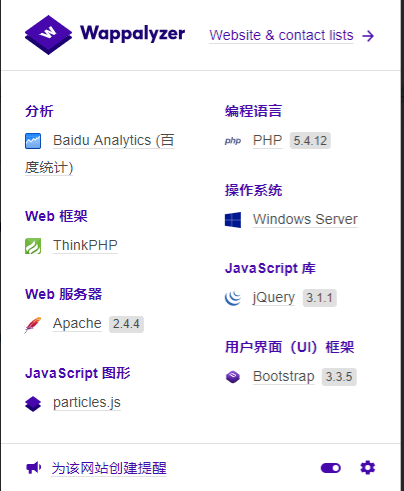 Wappalyzer
Website & contact lists
分析
Baidu Analytics (百
度统计)
Web 框架
ThinkPHP
Web 服务器
Apache 2.4.4
JavaScript 图形
particles.js
编程语言
php PHP 5.4.12
操作系统
Windows Server
JavaScript 库
jQuery 3.1.1
用户界面（UI）框架
Bootstrap 3.3.5
为该网站创建提醒